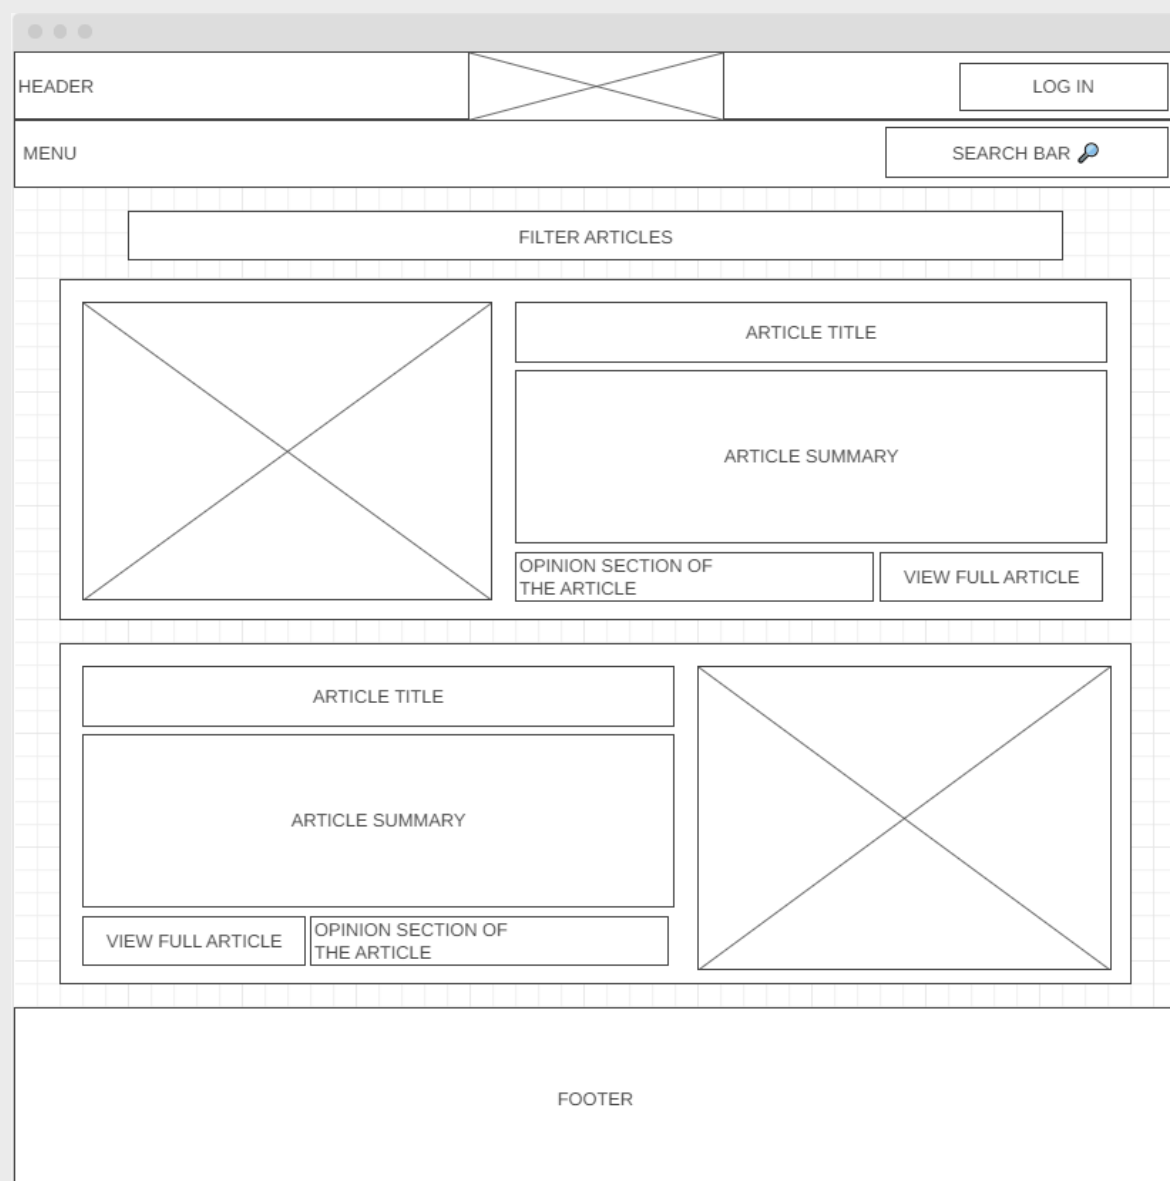 HEADER
LOG IN
MENU
SEARCH BAR 🔎
FILTER ARTICLES
ARTICLE TITLE
ARTICLE SUMMARY
OPINION SECTION OF
THE ARTICLE
VIEW FULL ARTICLE
ARTICLE TITLE
ARTICLE SUMMARY
VIEW FULL ARTICLE
OPINION SECTION OF
THE ARTICLE
FOOTER